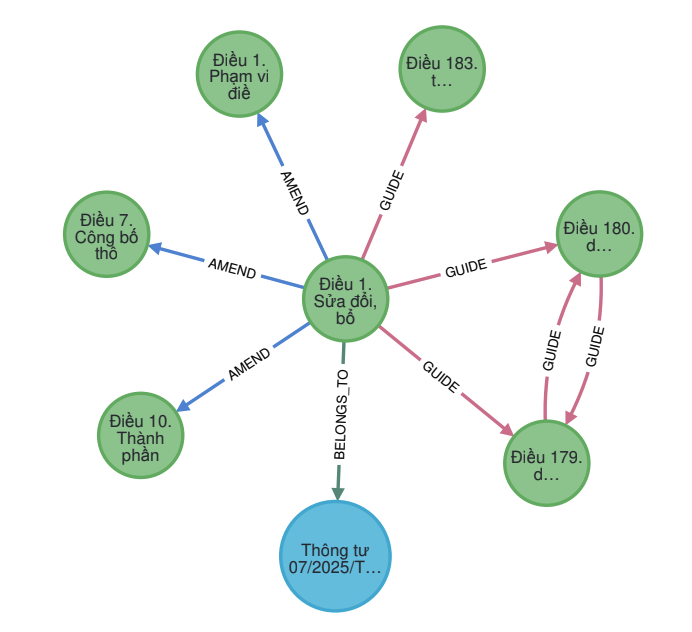 Điều 1.
Phạm vi
điề
Điều 183.
t...
AMEND
GUIDE
Điều 7.
Công bố
thô
Điều 180.
d...
AMEND
GUIDE
Điều 1.
Sửa đổi,
bổ
GUIDE
GUIDE
AMEND
GUIDE
BELONGS_TO
Điều 10.
Thành
phần
Điều 179.
d...
Thông tư
07/2025/T...